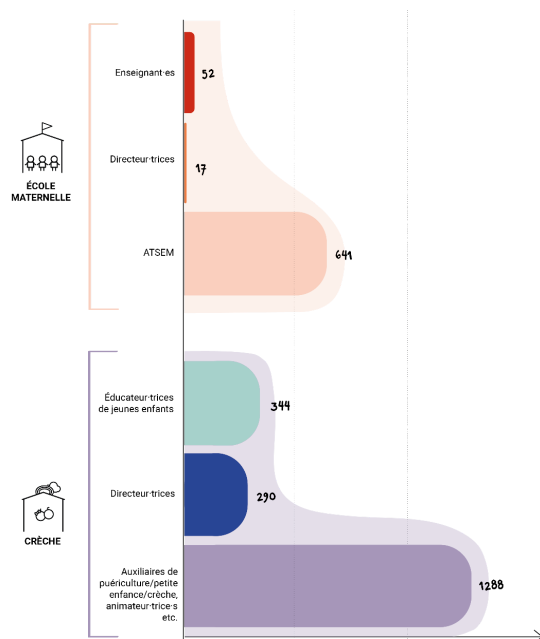 Enseignant·es
52
Directeur·trices
17
ÉCOLE
MATERNELLE
ATSEM
641
Éducateur·trices
de jeunes enfants
344
Directeur·trices
290
CRÈCHE
Auxiliaires de
puériculture/petite
enfance/crèche,
animateur·trice·s
etc.
1288